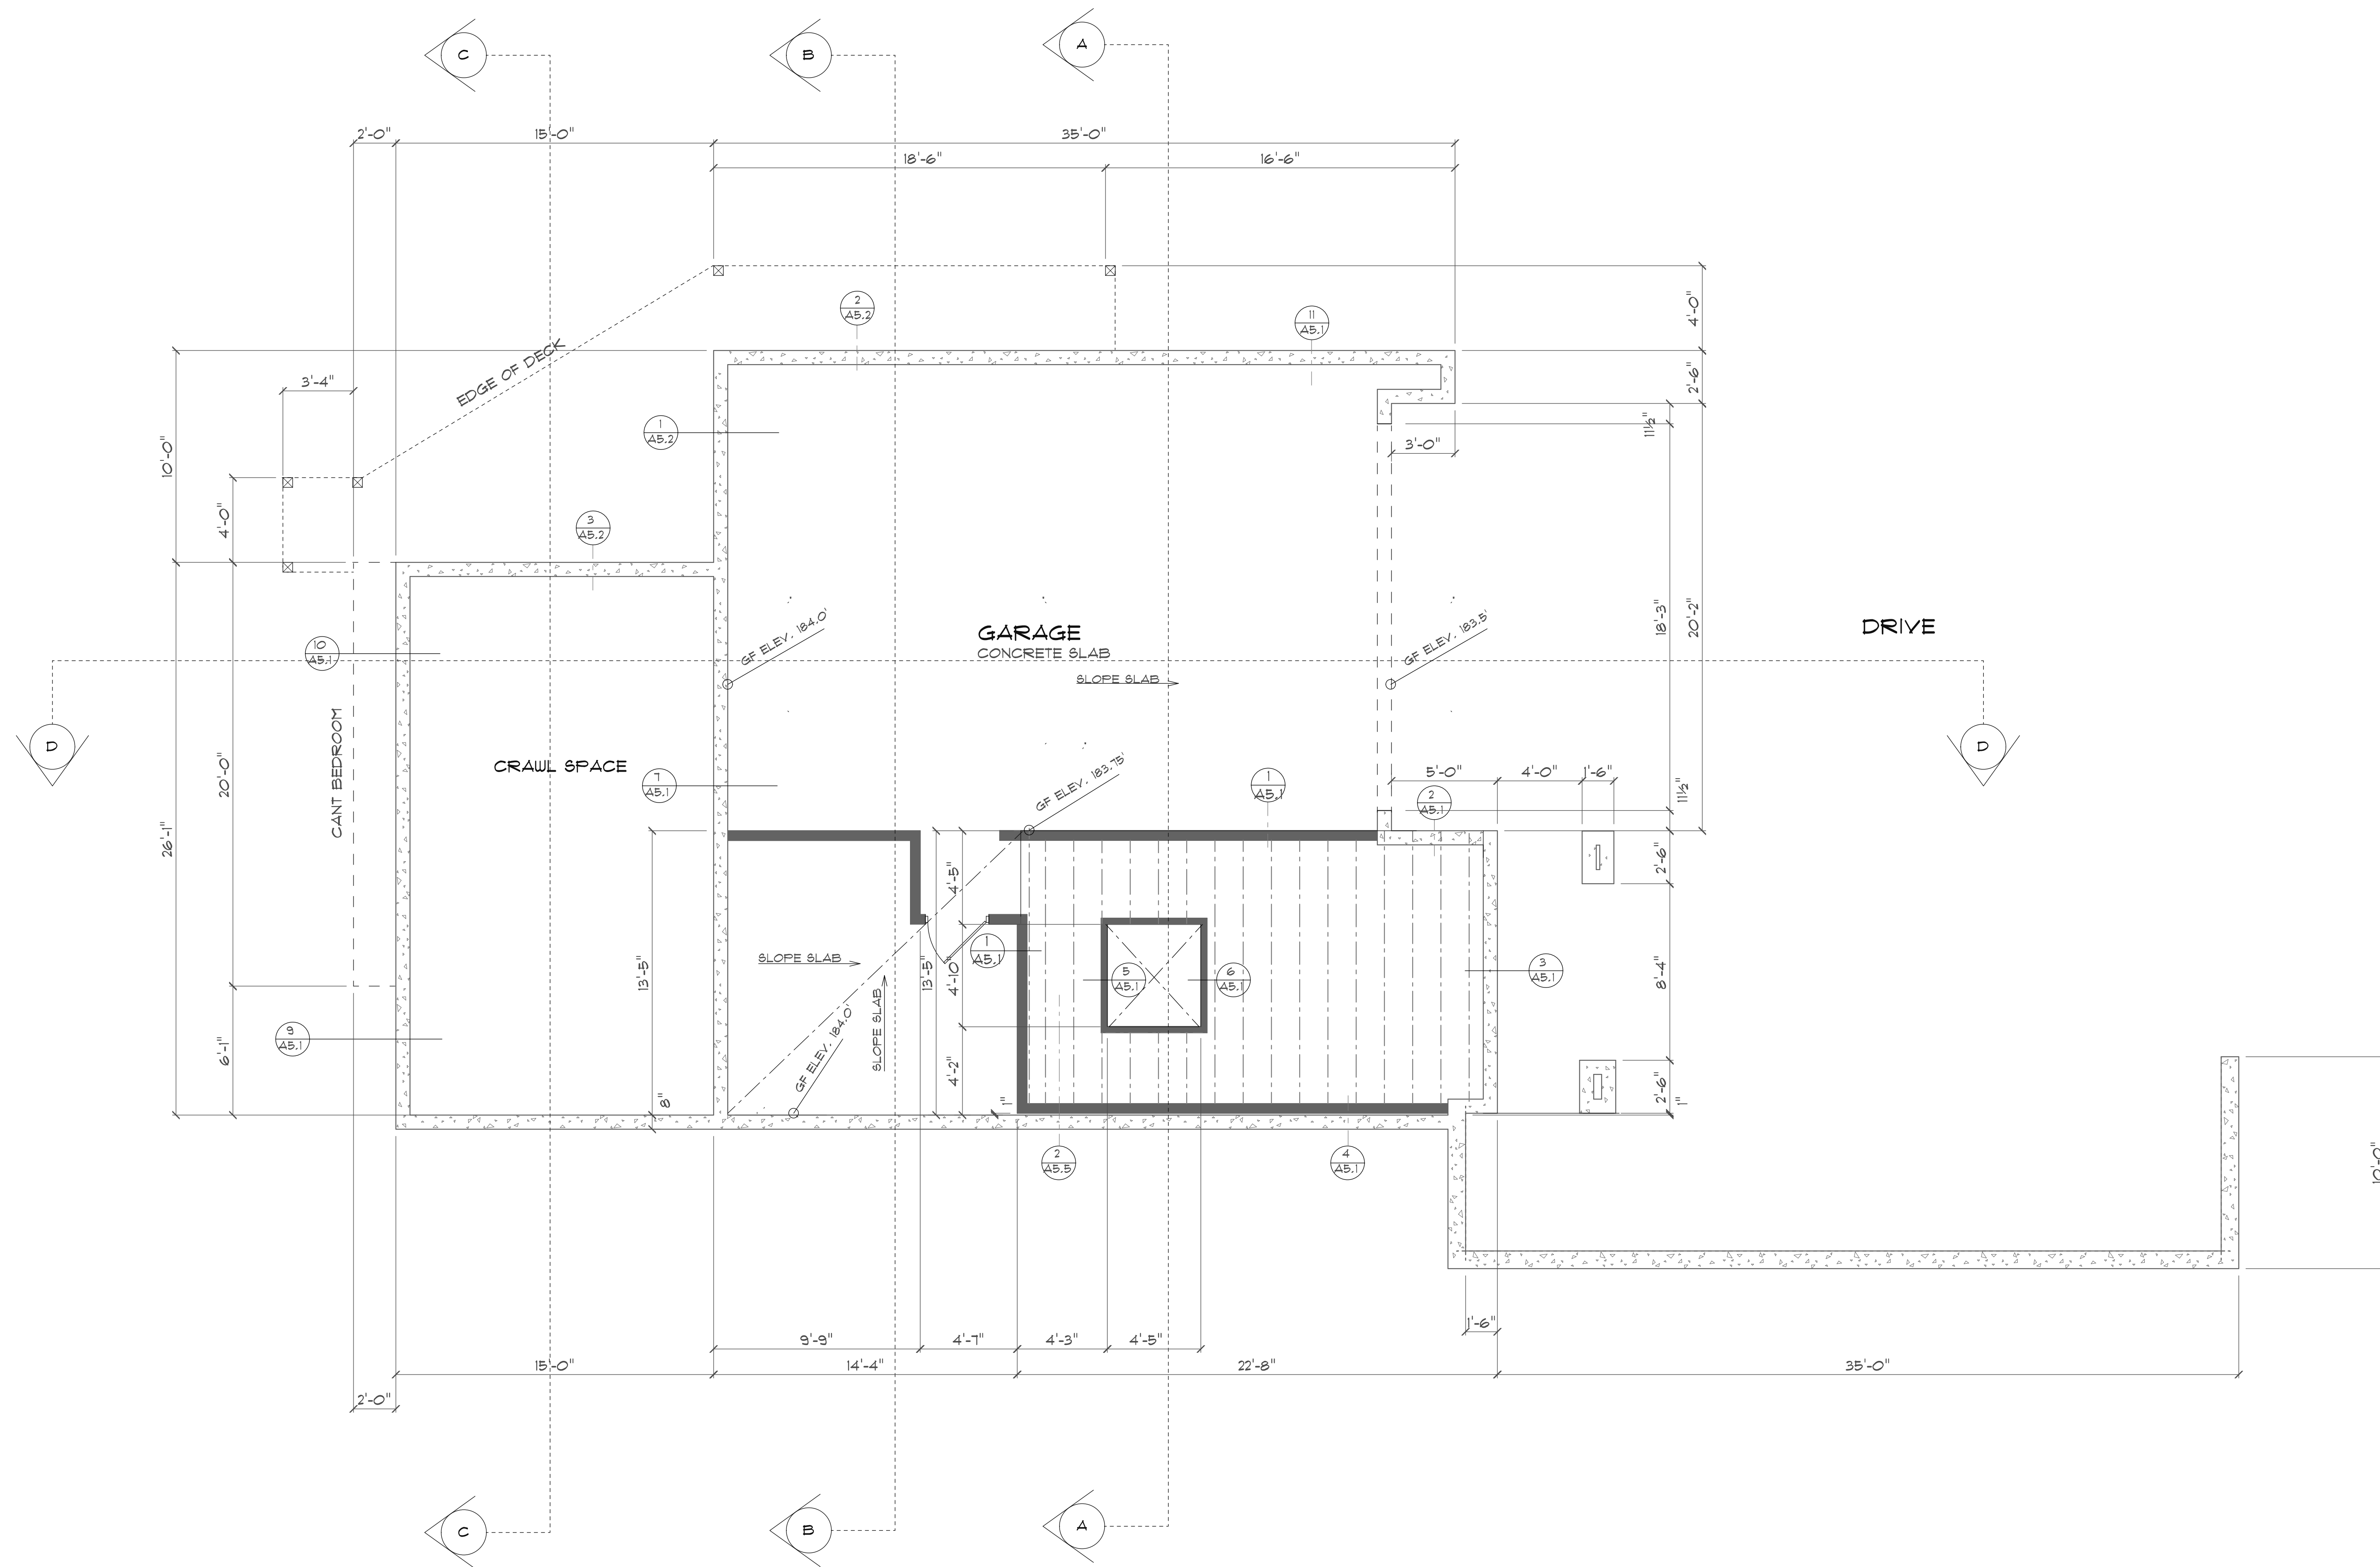 C
B
A
2'-0"
15'-0"
35'-0"
18'-6"
16'-6"
2
A5.2
11
A5.1
4'-0"
2'-6"
EDGE OF DECK
3'-4"
1
A5.2
11½"
3'-0"
10'-0"
4'-0"
3
A5.2
GF ELEV. 184.0'
GARAGE
CONCRETE SLAB
SLOPE SLAB
GF ELEV. 183.5'
18'-3"
20'-2"
DRIVE
10
A5.1
D
D
CANT BEDROOM
CRAWL SPACE
7
A5.1
GF ELEV. 183.75'
1
A5.1
5'-0"
4'-0"
1'-6"
2
A5.1
11½"
20'-0"
26'-1"
2'-6"
4'-5"
SLOPE SLAB
13'-5"
13'-5"
4'-10"
1
A5.1
5
A5.1
6
A5.1
3
A5.1
8'-4"
9
A5.1
6'-1"
GF ELEV. 184.0'
SLOPE SLAB
4'-2"
8"
1"
2'-6"
1"
2
A5.5
4
A5.1
10'-0"
1'-6"
9'-9"
4'-7"
4'-3"
4'-5"
15'-0"
14'-4"
22'-8"
35'-0"
2'-0"
C
B
A